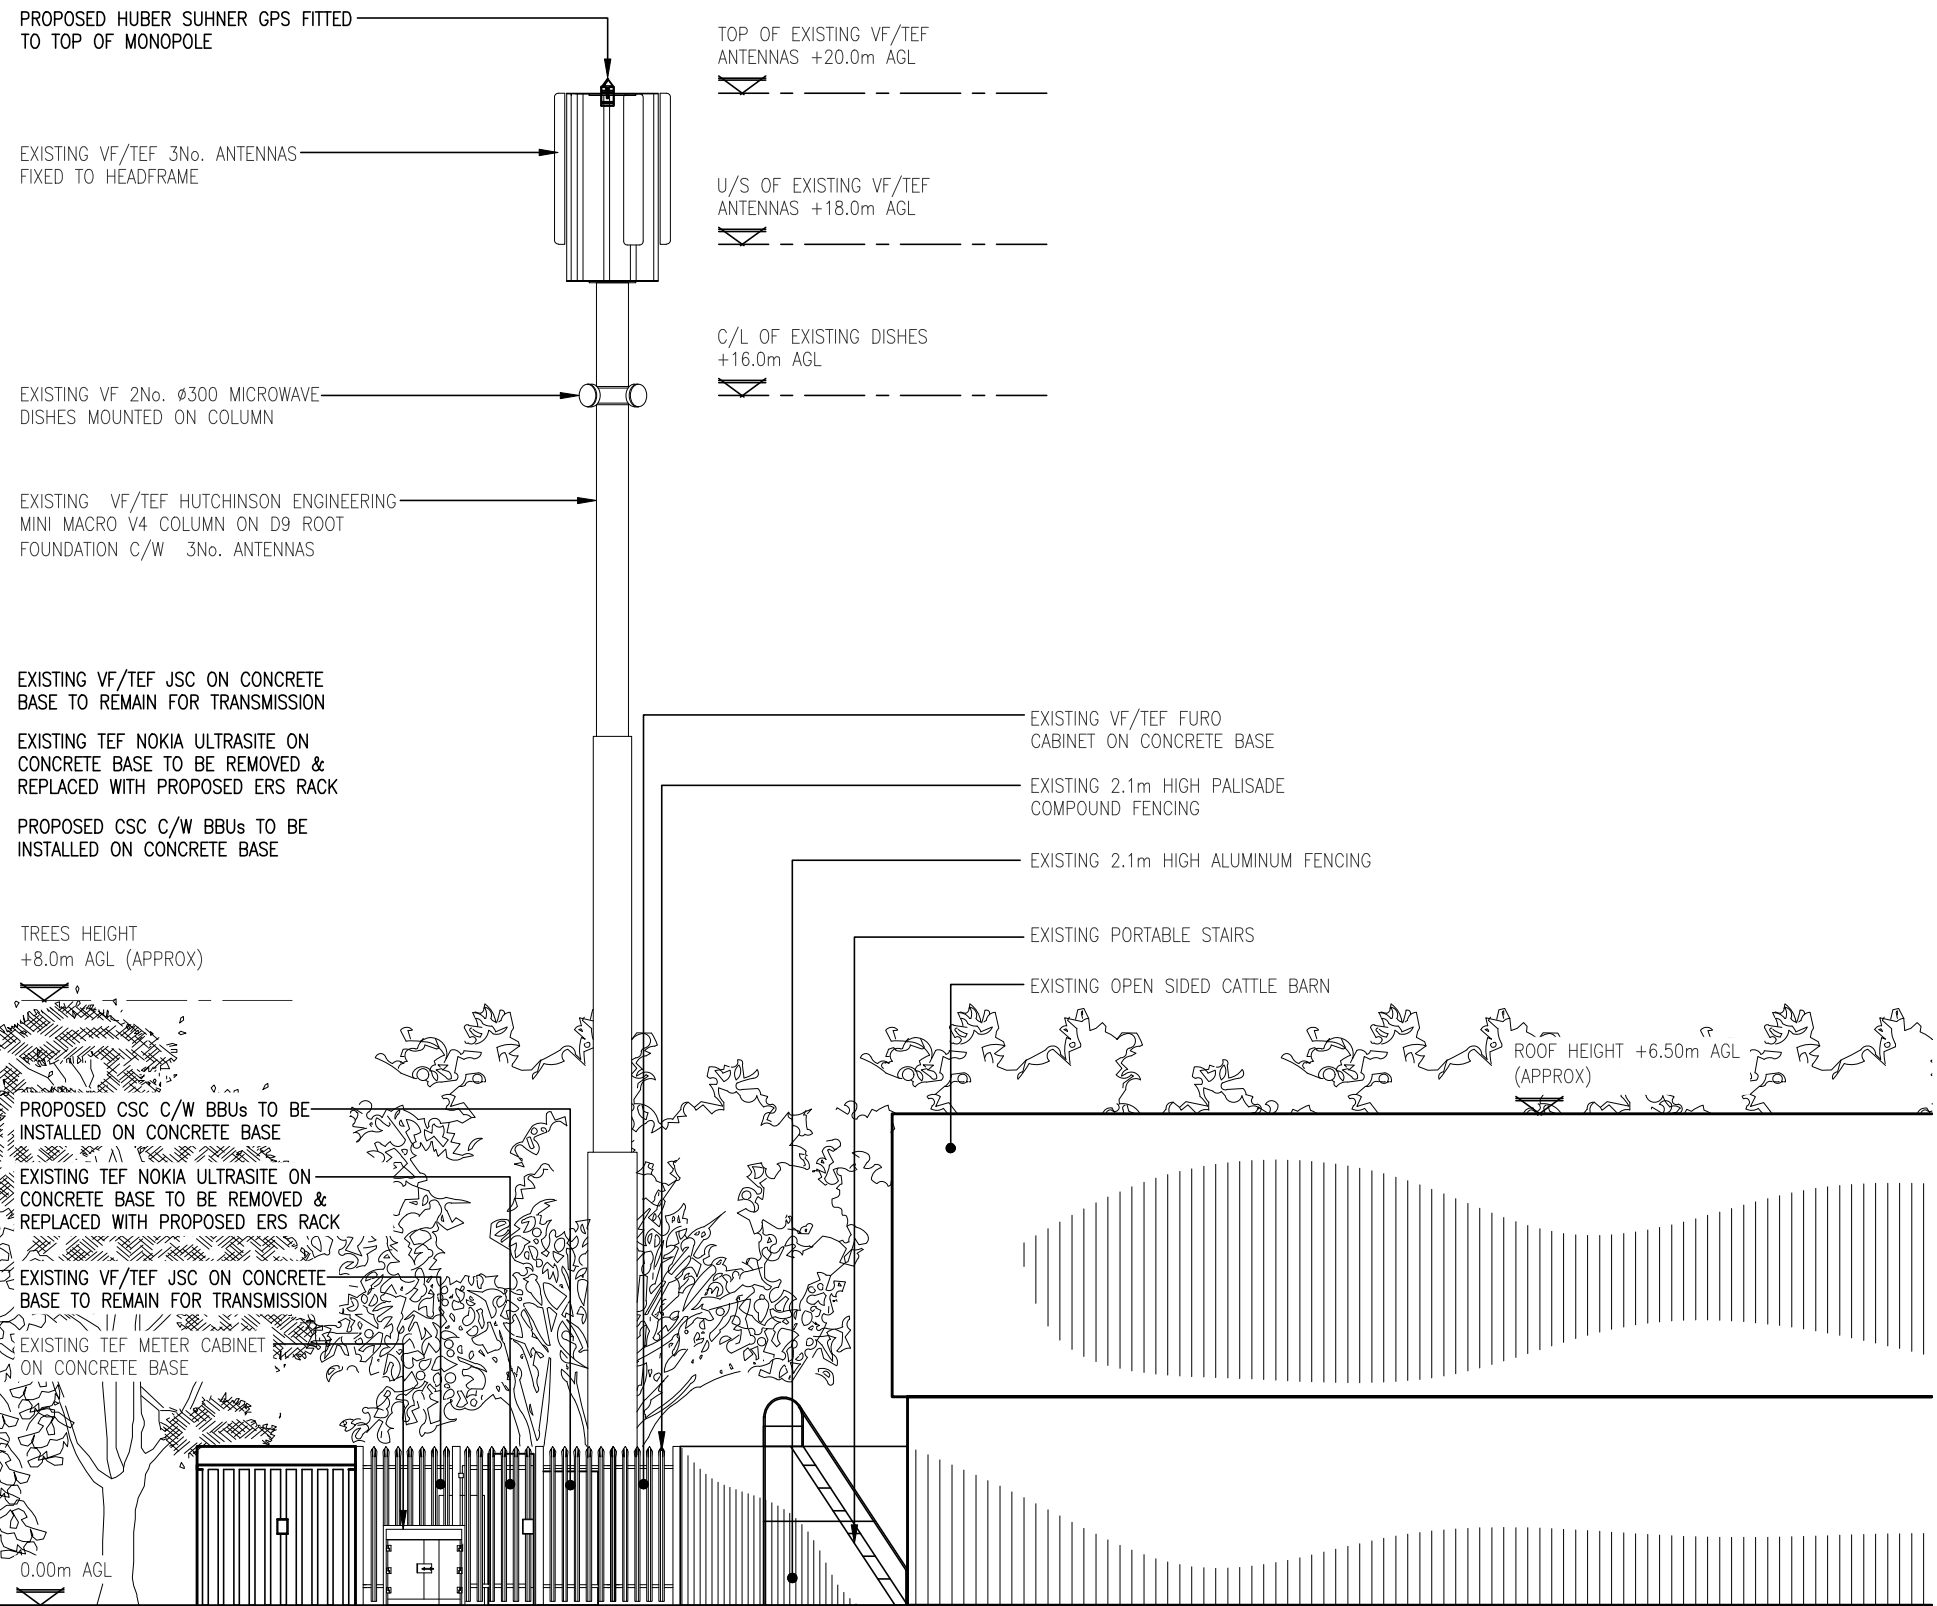 PROPOSED HUBER SUHNER GPS FITTED
TO TOP OF MONOPOLE
TOP OF EXISTING VF/TEF
ANTENNAS +20.0m AGL
EXISTING VF/TEF 3No. ANTENNAS
FIXED TO HEADFRAME
U/S OF EXISTING VF/TEF
ANTENNAS +18.0m AGL
C/L OF EXISTING DISHES
+16.0m AGL
EXISTING VF 2No. Ø300 MICROWAVE
DISHES MOUNTED ON COLUMN
EXISTING VF/TEF HUTCHINSON ENGINEERING
MINI MACRO V4 COLUMN ON D9 ROOT
FOUNDATION C/W 3No. ANTENNAS
EXISTING VF/TEF JSC ON CONCRETE
BASE TO REMAIN FOR TRANSMISSION
EXISTING TEF NOKIA ULTRASITE ON
CONCRETE BASE TO BE REMOVED &
REPLACED WITH PROPOSED ERS RACK
PROPOSED CSC C/W BBUs TO BE
INSTALLED ON CONCRETE BASE
EXISTING VF/TEF FURO
CABINET ON CONCRETE BASE
EXISTING 2.1m HIGH PALISADE
COMPOUND FENCING
EXISTING 2.1m HIGH ALUMINUM FENCING
EXISTING PORTABLE STAIRS
EXISTING OPEN SIDED CATTLE BARN
TREES HEIGHT
+8.0m AGL (APPROX)
ROOF HEIGHT +6.50m AGL
(APPROX)
PROPOSED CSC C/W BBUs TO BE
INSTALLED ON CONCRETE BASE
EXISTING TEF NOKIA ULTRASITE ON
CONCRETE BASE TO BE REMOVED &
REPLACED WITH PROPOSED ERS RACK
EXISTING VF/TEF JSC ON CONCRETE
BASE TO REMAIN FOR TRANSMISSION
EXISTING TEF METER CABINET
ON CONCRETE BASE
0.00m AGL